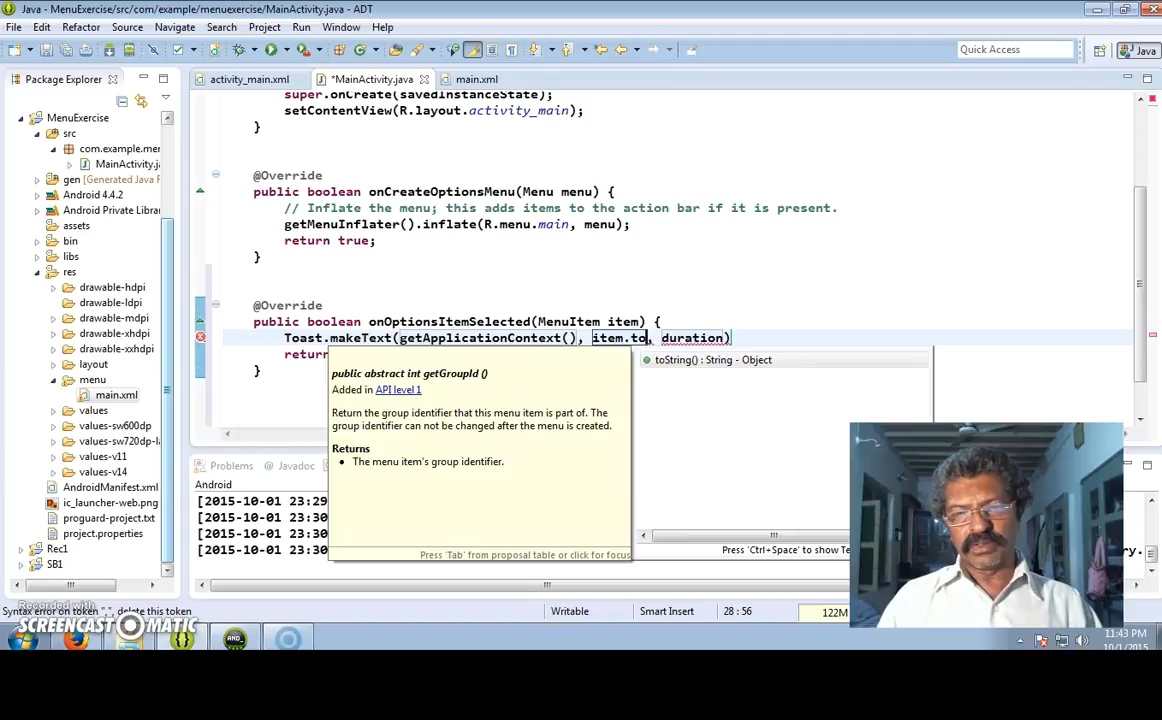 Java - MenuExercise/src/com/example/menuexercise/MainActivity.java - ADT
File Edit Refactor Source Navigate Search Project Run Window Help
Quick Access
Java
Package Explorer
activity_main.xml
*MainActivity.java
main.xml
MenuExercise
src
com.example.me
MainActivity.j
gen [Generated Java F
Android 4.4.2
Android Private Librar
assets
bin
libs
res
drawable-hdpi
drawable-ldpi
drawable-mdpi
drawable-xhdpi
drawable-xxhdpi
layout
menu
main.xml
values
values-sw600dp
values-sw720dp-l
values-v11
values-v14
AndroidManifest.xml
ic_launcher-web.png
proguard-project.txt
project.properties
Rec1
SB1
super.onCreate(savedInstanceState);
setContentView(R.layout.activity_main);
}
@Override
public boolean onCreateOptionsMenu(Menu menu) {
// Inflate the menu; this adds items to the action bar if it is present.
getMenuInflater().inflate(R.menu.main, menu);
return true;
}
@Override
public boolean onOptionsItemSelected(MenuItem item) {
Toast.makeText(getApplicationContext(), item.to, duration)
return
}
public abstract int getGroupId ()
Added in API level 1
Return the group identifier that this menu item is part of. The
group identifier can not be changed after the menu is created.
Returns
The menu item's group identifier.
Press 'Tab' from proposal table or click for focus
toString() : String - Object
Press 'Ctrl+Space' to show Te
Problems @ Javadoc
Android
[2015-10-01 23:29
[2015-10-01 23:30
[2015-10-01 23:30
[2015-10-01 23:30
ry.
Syntax error on token ",", delete this token
Writable
Smart Insert
28 : 56
122M
Recorded with
SCREENCAST MATIC
11:43 PM
10/1/2015